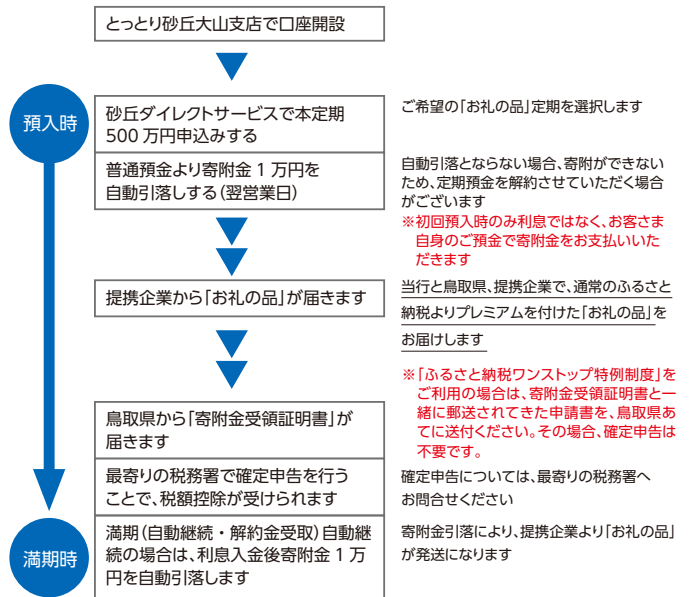 とっとり砂丘大山支店で口座開設
預入時
砂丘ダイレクトサービスで本定期
500 万円申込みする
ご希望の「お礼の品」定期を選択します
普通預金より寄附金 1 万円を
自動引落しする（翌営業日）
自動引落とならない場合、寄附ができない
ため、定期預金を解約させていただく場合
がございます
※初回預入時のみ利息ではなく、お客さま
自身のご預金で寄附金をお支払いいた
だきます
提携企業から「お礼の品」が届きます
当行と鳥取県、提携企業で、通常のふるさと
納税よりプレミアムを付けた「お礼の品」を
お届けします
※「ふるさと納税ワンストップ特例制度」を
ご利用の場合は、寄附金受領証明書と一
緒に郵送されてきた申請書を、鳥取県あ
てに送付ください。その場合、確定申告は
不要です。
鳥取県から「寄附金受領証明書」が
届きます
最寄りの税務署で確定申告を行う
ことで、税額控除が受けられます
確定申告については、最寄りの税務署へ
お問合せください
満期時
満期（自動継続・解約金受取）自動継
続の場合は、利息入金後寄附金 1 万
円を自動引落します
寄附金引落により、提携企業より「お礼の品」
が発送になります